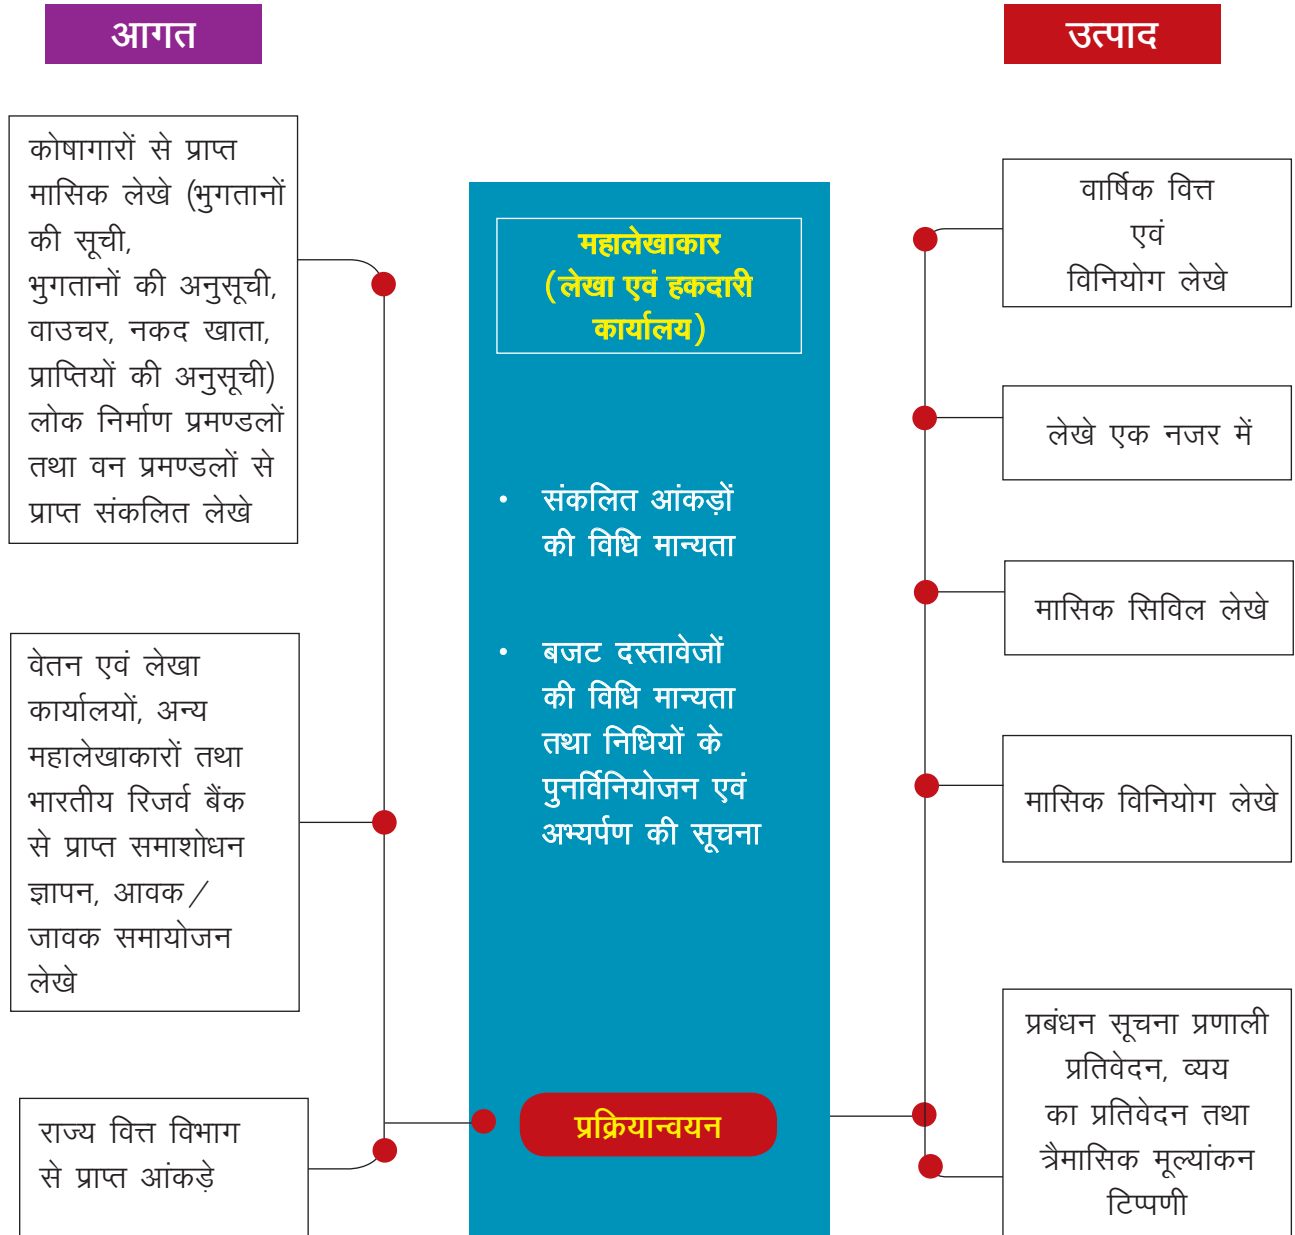 आगत
उत्पाद
कोषागारों से प्राप्त
मासिक लेखे (भुगतानों
की सूची,
भुगतानों की अनुसूची,
वाउचर, नकद खाता,
प्राप्तियों की अनुसूची)
लोक निर्माण प्रमण्डलों
तथा वन प्रमण्डलों से
प्राप्त संकलित लेखे
वेतन एवं लेखा
कार्यालयों, अन्य
महालेखाकारों तथा
भारतीय रिजर्व बैंक
से प्राप्त समाशोधन
ज्ञापन, आवक/
जावक समायोजन
लेखे
राज्य वित्त विभाग
से प्राप्त आंकड़े
महालेखाकार
(लेखा एवं हकदारी
कार्यालय)
• संकलित आंकड़ों
की विधि मान्यता
• बजट दस्तावेजों
की विधि मान्यता
तथा निधियों के
पुनर्विनियोजन एवं
अभ्यर्पण की सूचना
प्रक्रियान्वयन
वार्षिक वित्त
एवं
विनियोग लेखे
लेखे एक नजर में
मासिक सिविल लेखे
मासिक विनियोग लेखे
प्रबंधन सूचना प्रणाली
प्रतिवेदन, व्यय
का प्रतिवेदन तथा
त्रैमासिक मूल्यांकन
टिप्पणी